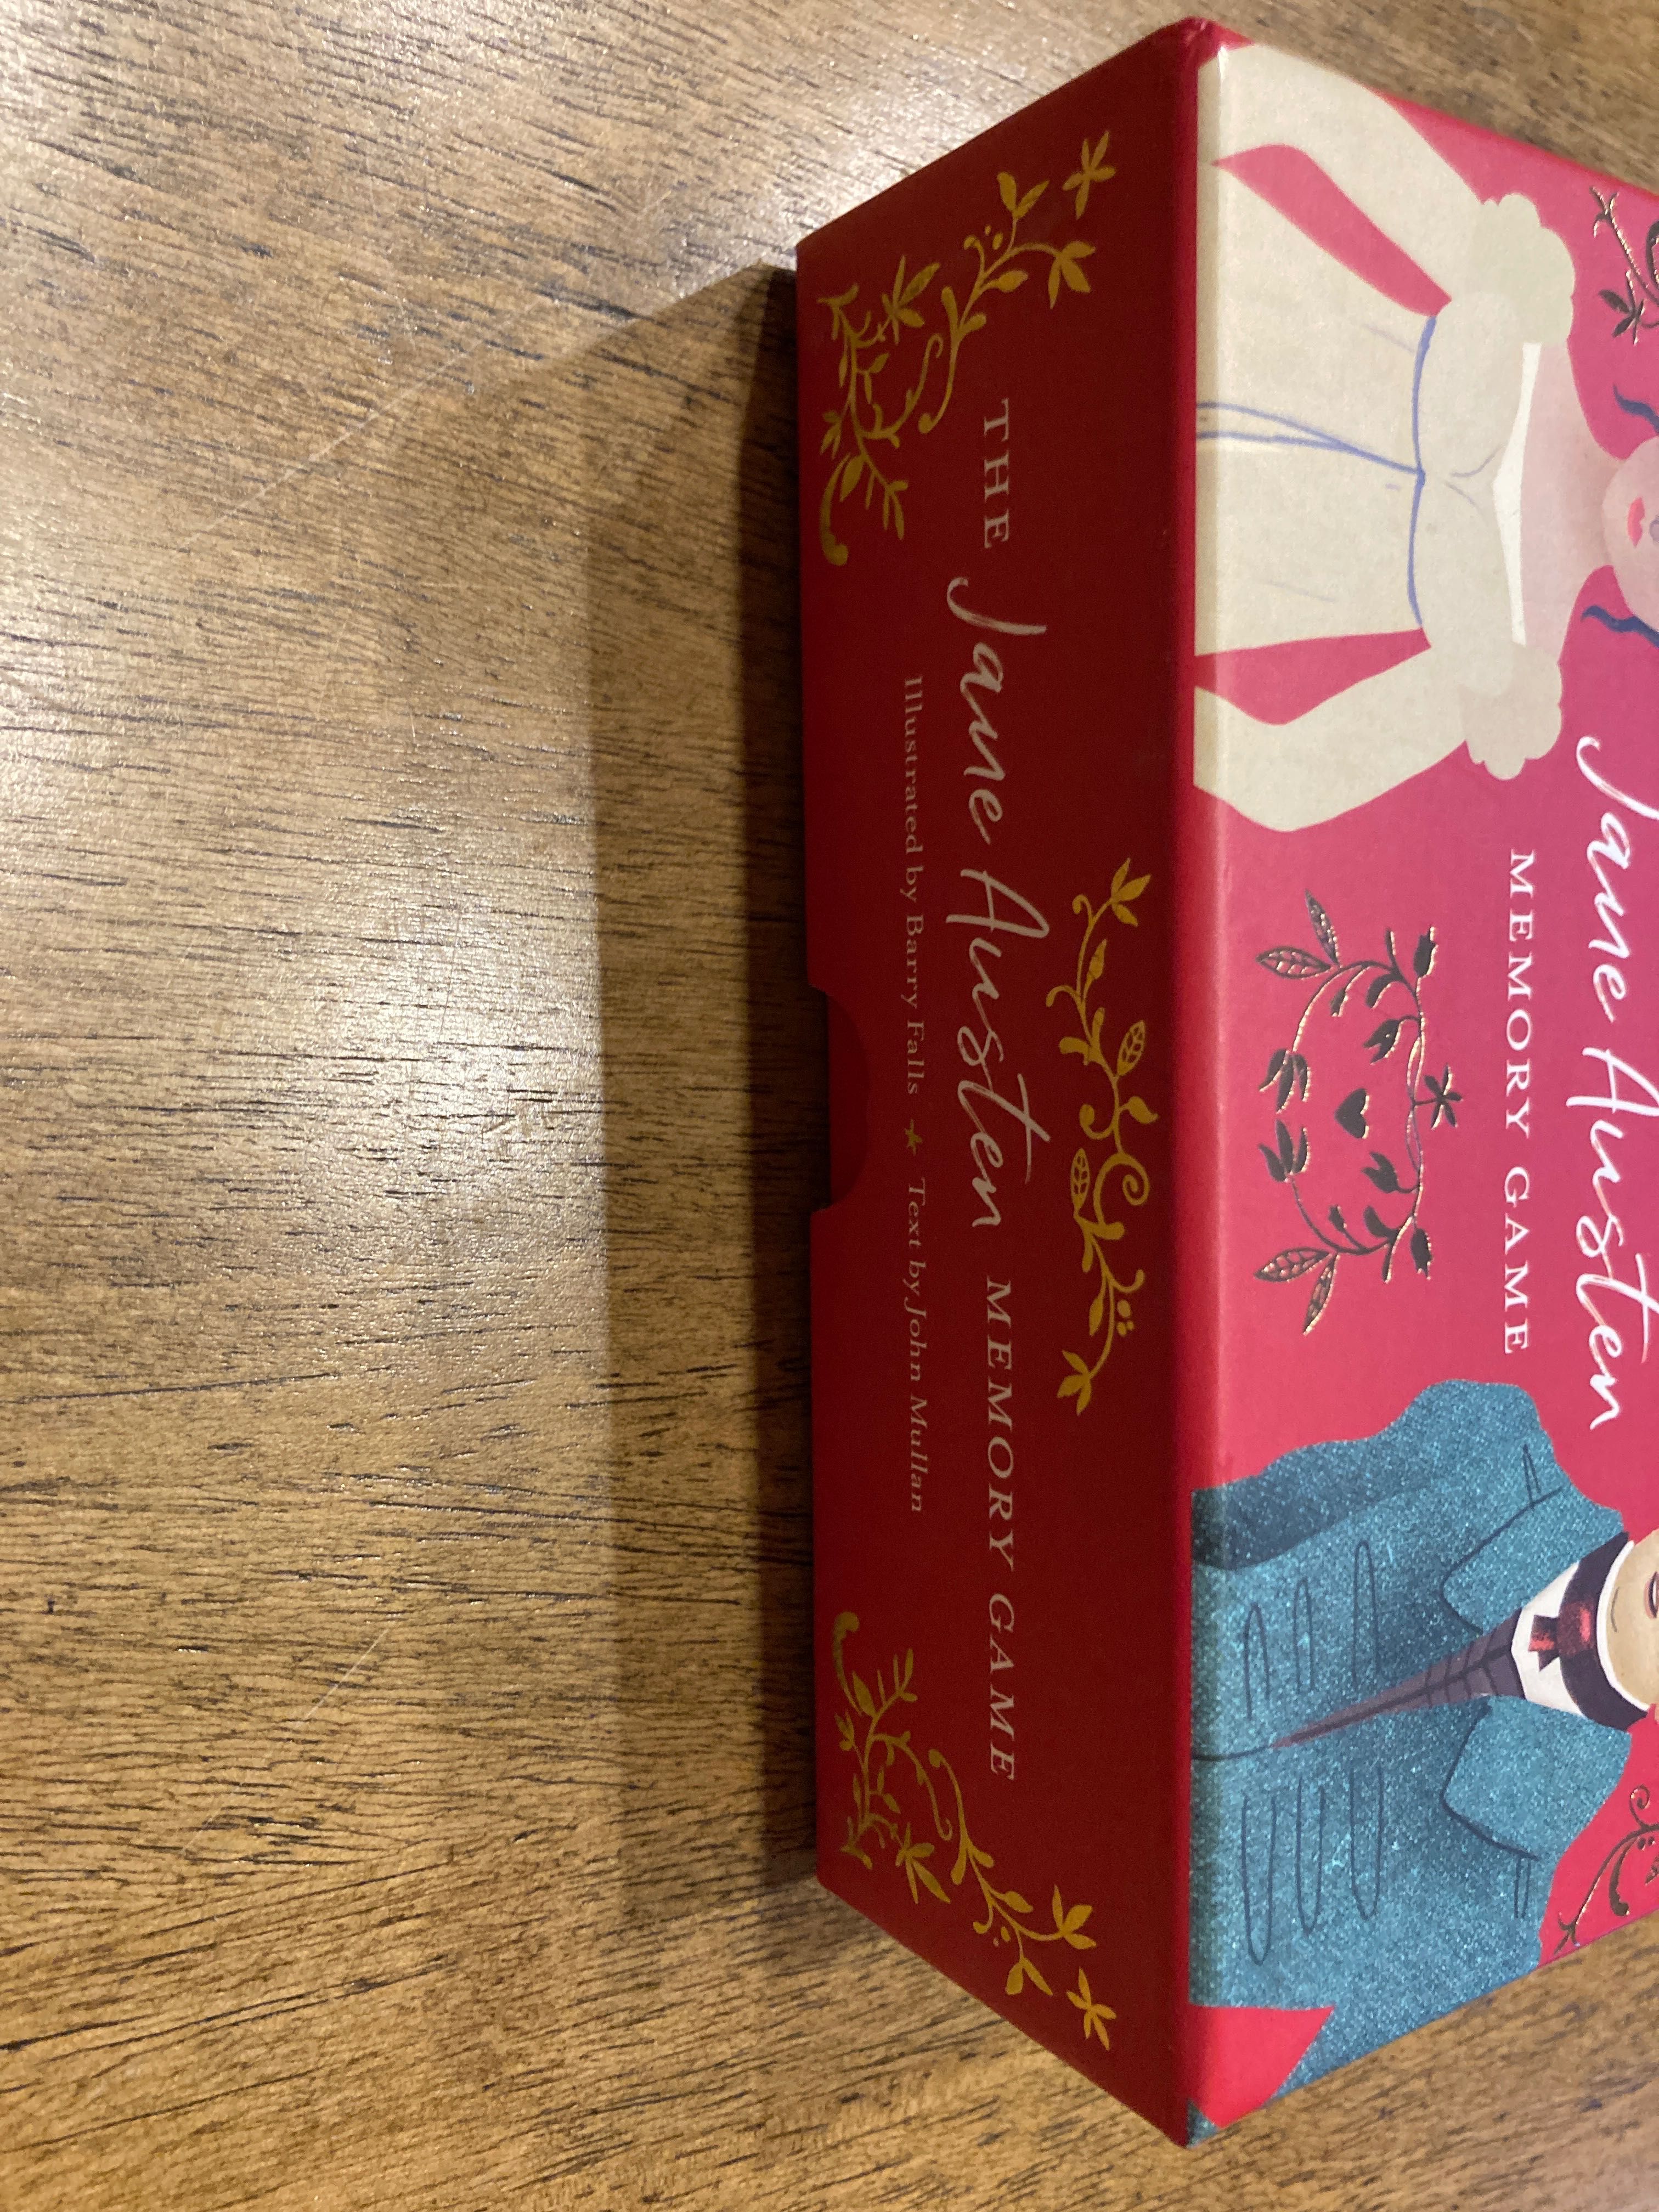 Jane Austen
MEMORY GAME
THE Jane Austen MEMORY GAME
Illustrated by Barry Falls ★ Text by John Mullan